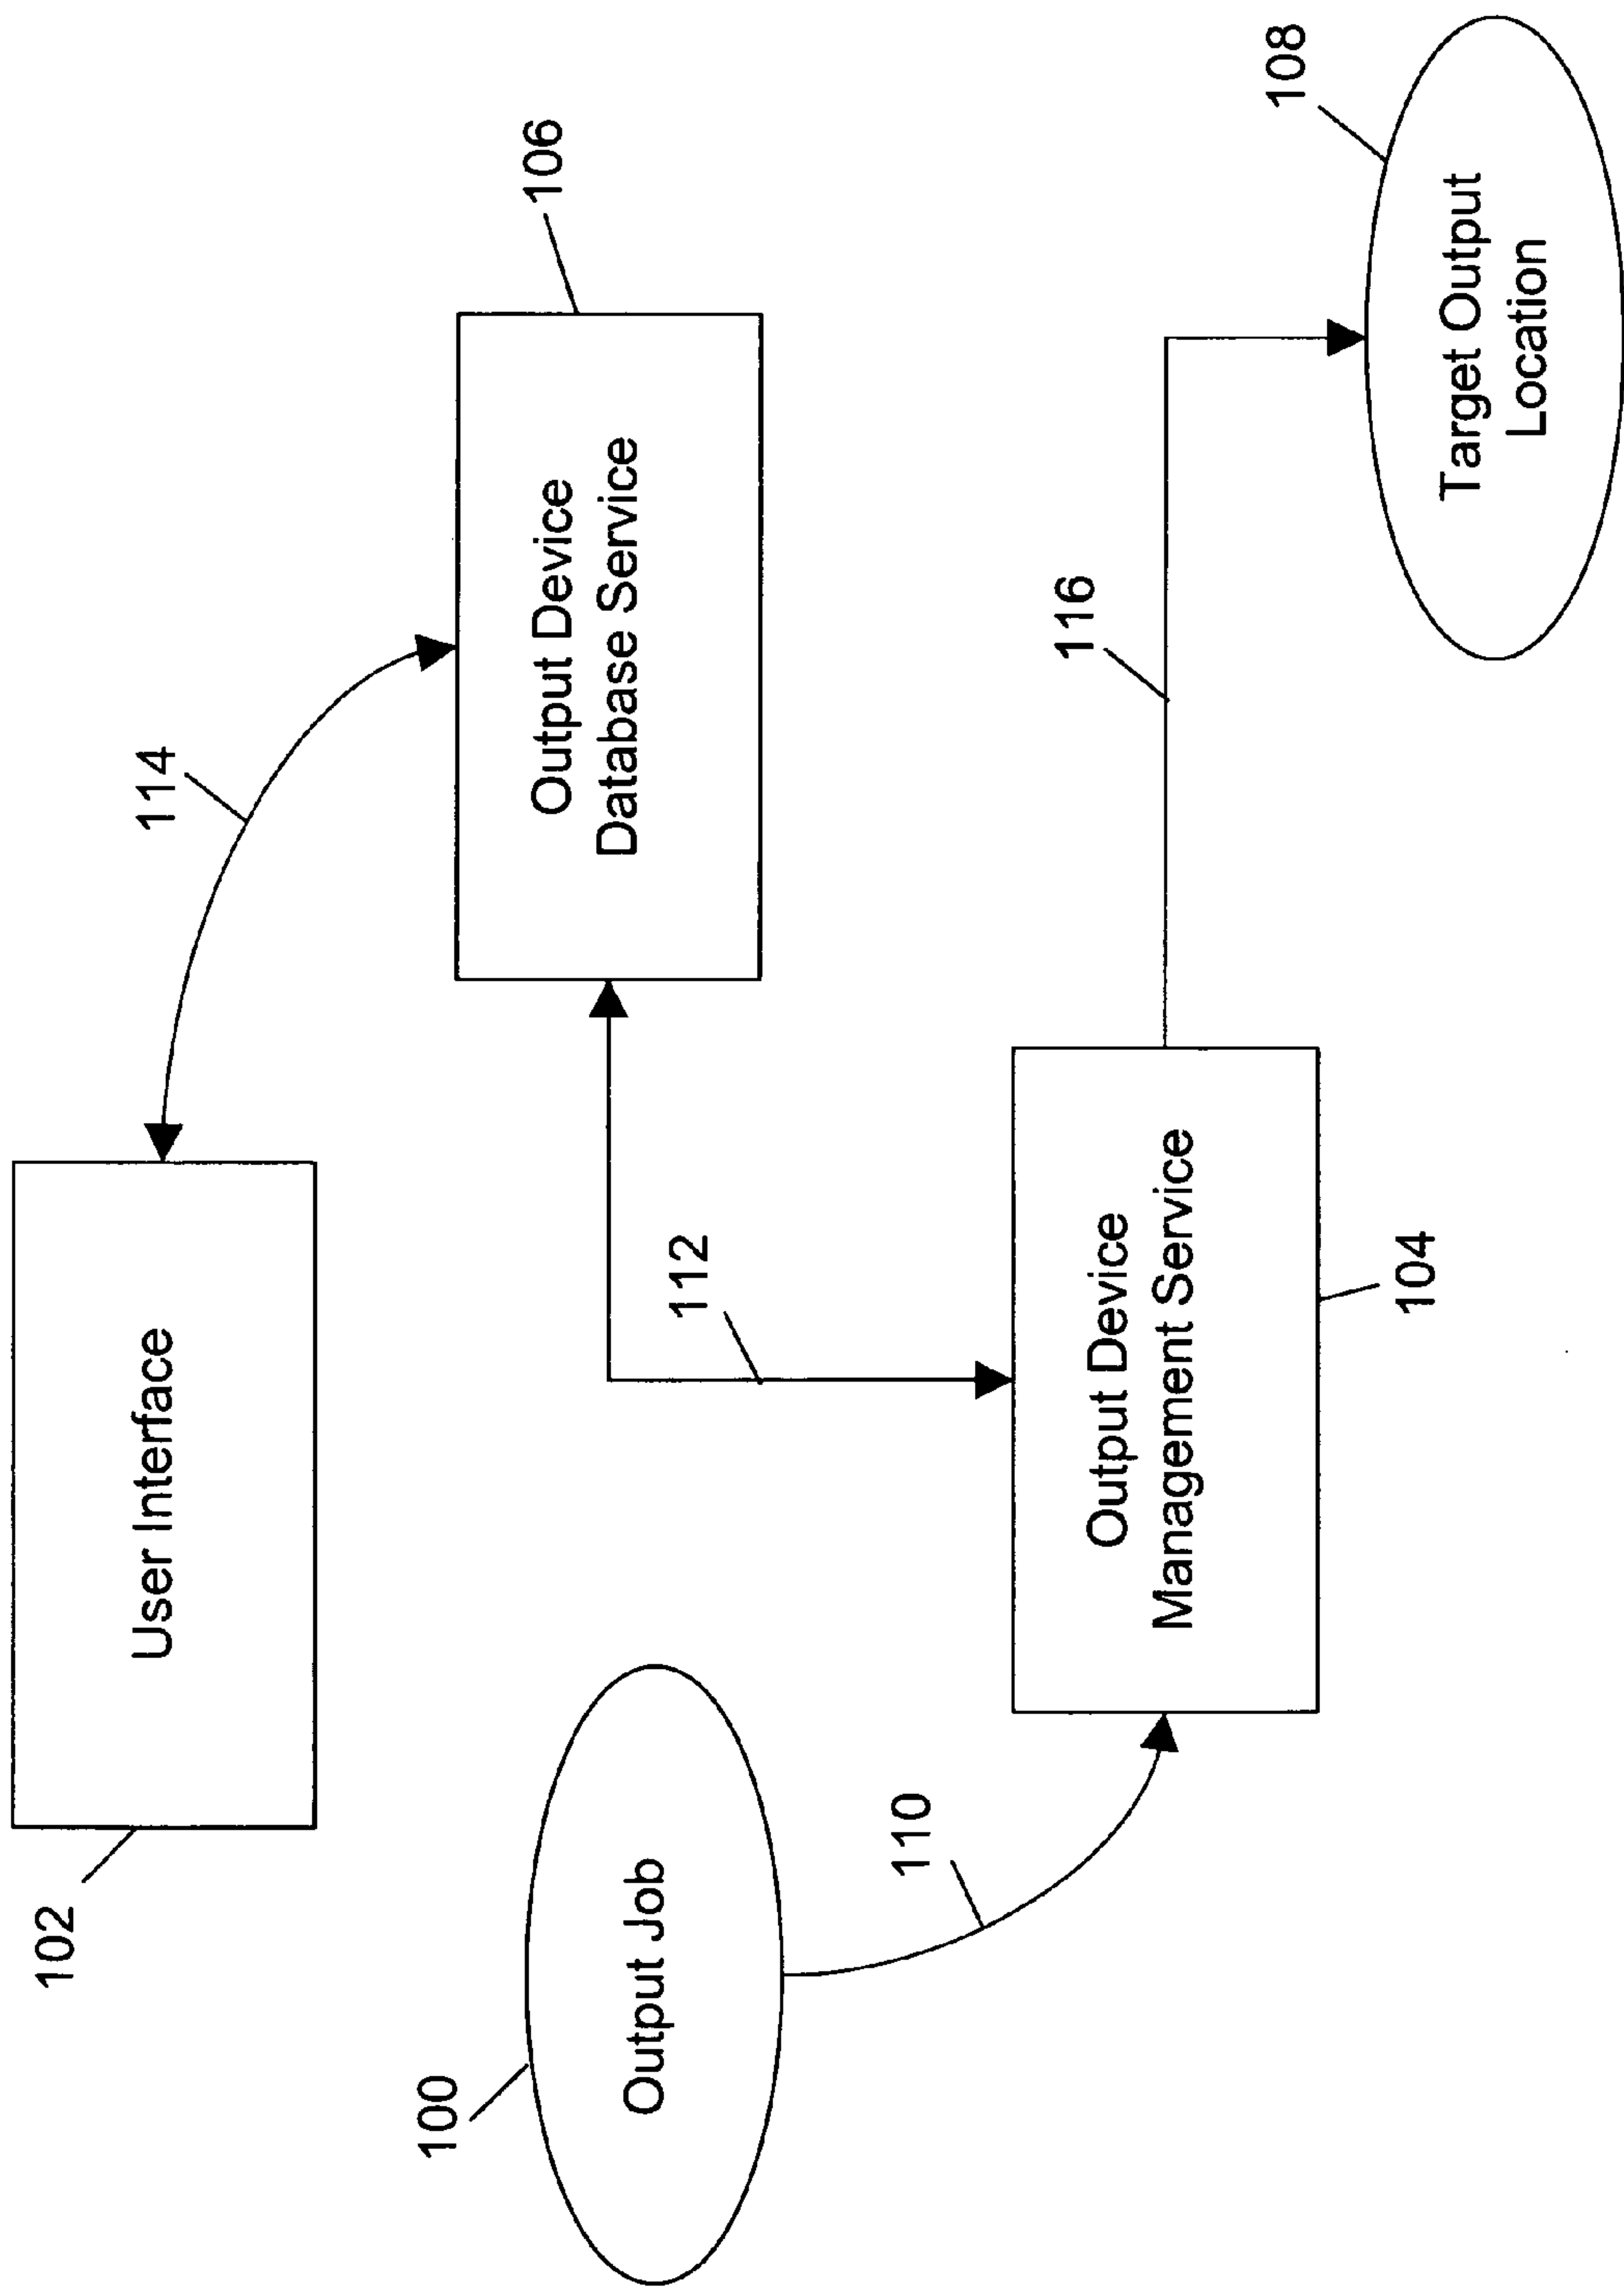 102
User Interface
114
106
Output Device
Database Service
100
Output Job
112
110
Output Device
Management Service
104
116
108
Target Output
Location